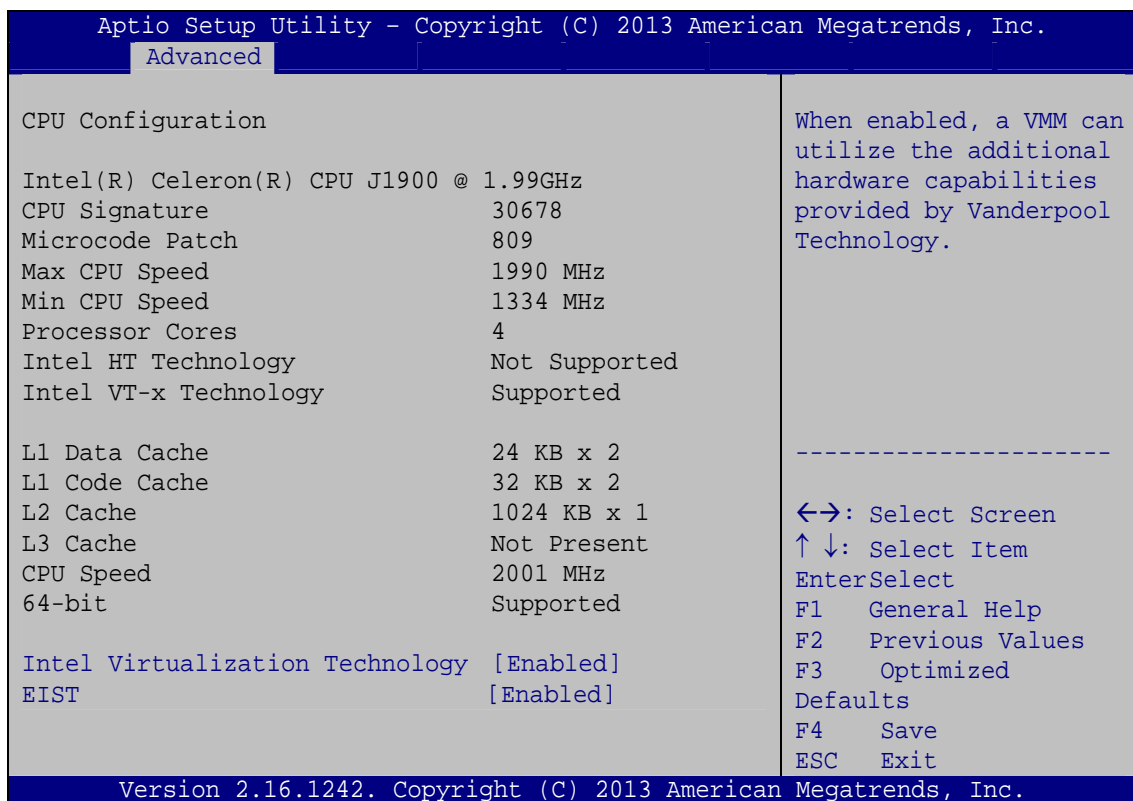 Aptio Setup Utility – Copyright (C) 2013 American Megatrends, Inc.
Advanced
CPU Configuration
Intel(R) Celeron(R) CPU J1900 @ 1.99GHz
CPU Signature 30678
Microcode Patch 809
Max CPU Speed 1990 MHz
Min CPU Speed 1334 MHz
Processor Cores 4
Intel HT Technology Not Supported
Intel VT-x Technology Supported
L1 Data Cache 24 KB x 2
L1 Code Cache 32 KB x 2
L2 Cache 1024 KB x 1
L3 Cache Not Present
CPU Speed 2001 MHz
64-bit Supported
Intel Virtualization Technology [Enabled]
EIST [Enabled]
When enabled, a VMM can
utilize the additional
hardware capabilities
provided by Vanderpool
Technology.
----------------------
←→: Select Screen
↑ ↓: Select Item
EnterSelect
F1 General Help
F2 Previous Values
F3 Optimized
Defaults
F4 Save
ESC Exit
Version 2.16.1242. Copyright (C) 2013 American Megatrends, Inc.